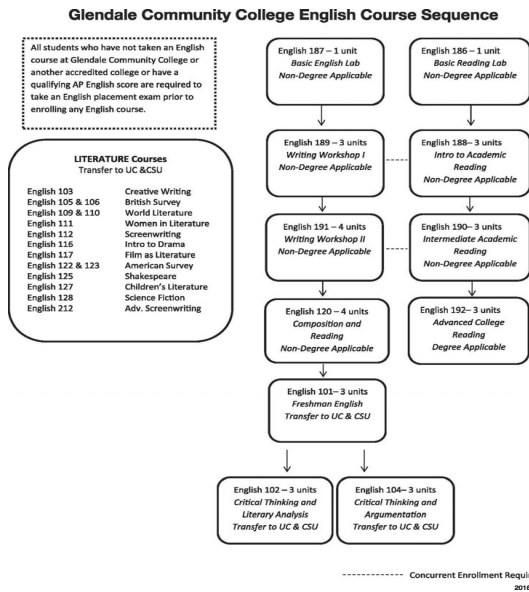 Glendale Community College English Course Sequence
All students who have not taken an English
course at Glendale Community College or
another accredited college or have a
qualifying AP English score are required to
take an English placement exam prior to
enrolling any English course.
LITERATURE Courses
Transfer to UC &CSU
English 103 Creative Writing
English 105 & 106 British Survey
English 109 & 110 World Literature
English 111 Women in Literature
English 112 Screenwriting
English 116 Intro to Drama
English 117 Film as Literature
English 122 & 123 American Survey
English 125 Shakespeare
English 127 Children's Literature
English 128 Science Fiction
English 212 Adv. Screenwriting
English 187 – 1 unit
Basic English Lab
Non-Degree Applicable
English 186 – 1 unit
Basic Reading Lab
Non-Degree Applicable
English 189 – 3 units
Writing Workshop I
Non-Degree Applicable
English 188– 3 units
Intro to Academic
Reading
Non-Degree Applicable
English 191 – 4 units
Writing Workshop II
Non-Degree Applicable
English 190– 3 units
Intermediate Academic
Reading
Non-Degree Applicable
English 120 – 4 units
Composition and
Reading
Non-Degree Applicable
English 192– 3 units
Advanced College
Reading
Degree Applicable
English 101– 3 units
Freshman English
Transfer to UC & CSU
English 102 – 3 units
Critical Thinking and
Literary Analysis
Transfer to UC & CSU
English 104– 3 units
Critical Thinking and
Argumentation
Transfer to UC & CSU
Concurrent Enrollment Requi
2016